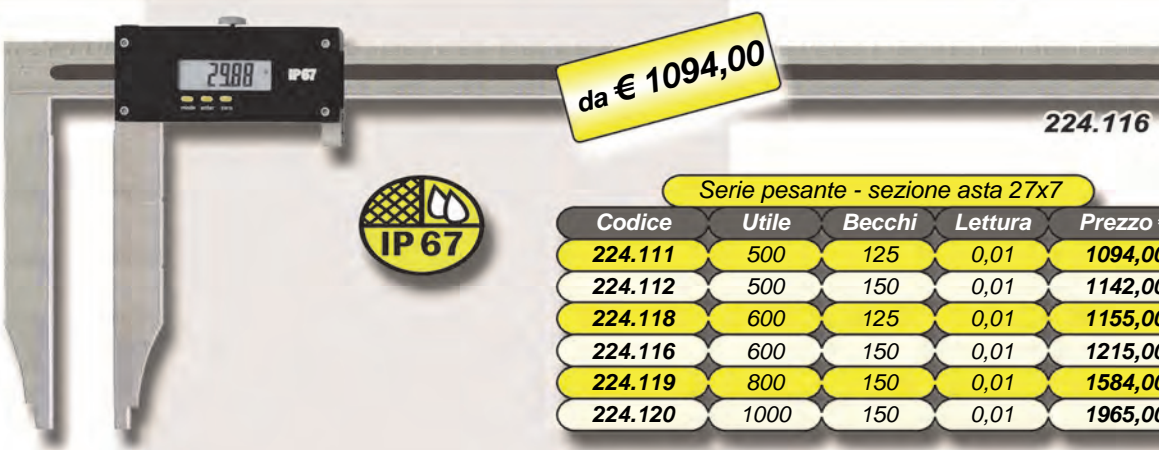 29.88 IP67
mode enter zero
da € 1094,00
224.116
IP 67
Serie pesante - sezione asta 27x7
Codice Utile Becchi Lettura Prezzo
224.111 500 125 0,01 1094,00
224.112 500 150 0,01 1142,00
224.118 600 125 0,01 1155,00
224.116 600 150 0,01 1215,00
224.119 800 150 0,01 1584,00
224.120 1000 150 0,01 1965,00